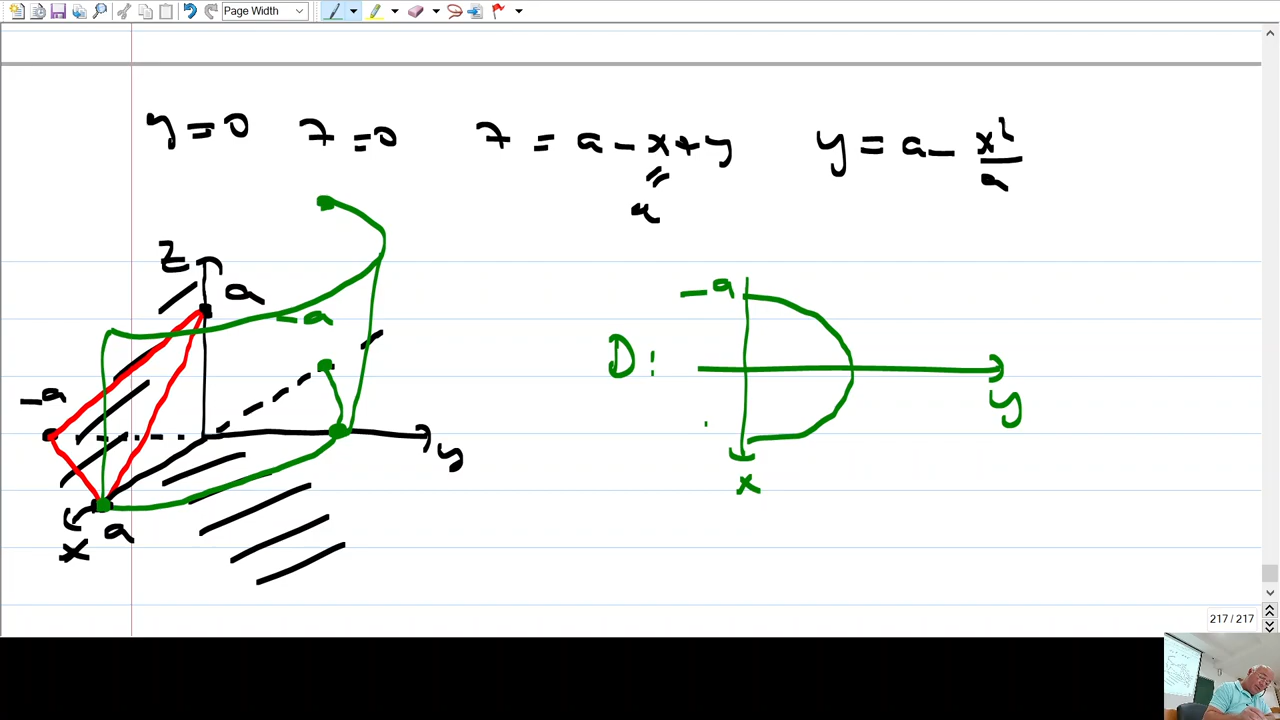 Page Width
y = 0 z = 0 z = a - x + y y = a - x²/a
a
z
a
-a
-a
y
x
a
D:
-a
y
x
217 / 217